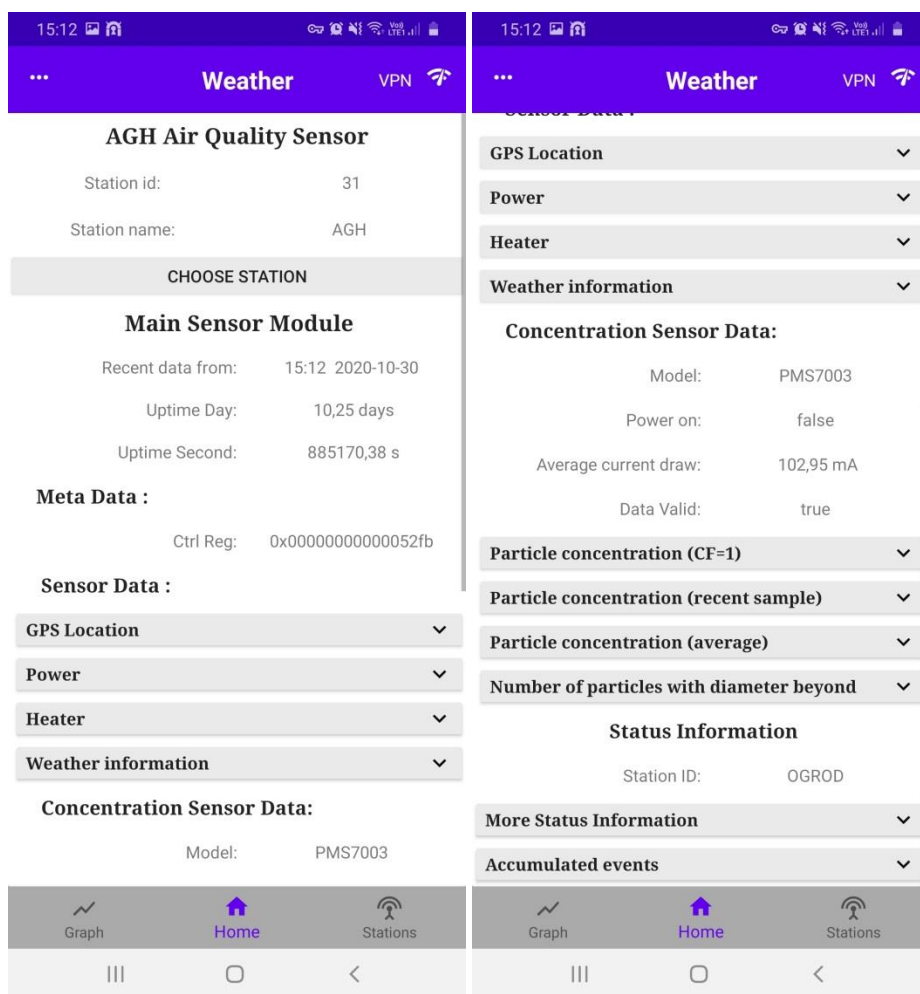 15:12
VoLTE1
... Weather VPN
AGH Air Quality Sensor
Station id: 31
Station name: AGH
CHOOSE STATION
Main Sensor Module
Recent data from: 15:12 2020-10-30
Uptime Day: 10,25 days
Uptime Second: 885170,38 s
Meta Data :
Ctrl Reg: 0x00000000000052fb
Sensor Data :
GPS Location
Power
Heater
Weather information
Concentration Sensor Data:
Model: PMS7003
Graph Home Stations
15:12
VoLTE1
... Weather VPN
Sensor Data :
GPS Location
Power
Heater
Weather information
Concentration Sensor Data:
Model: PMS7003
Power on: false
Average current draw: 102,95 mA
Data Valid: true
Particle concentration (CF=1)
Particle concentration (recent sample)
Particle concentration (average)
Number of particles with diameter beyond
Status Information
Station ID: OGROD
More Status Information
Accumulated events
Graph Home Stations